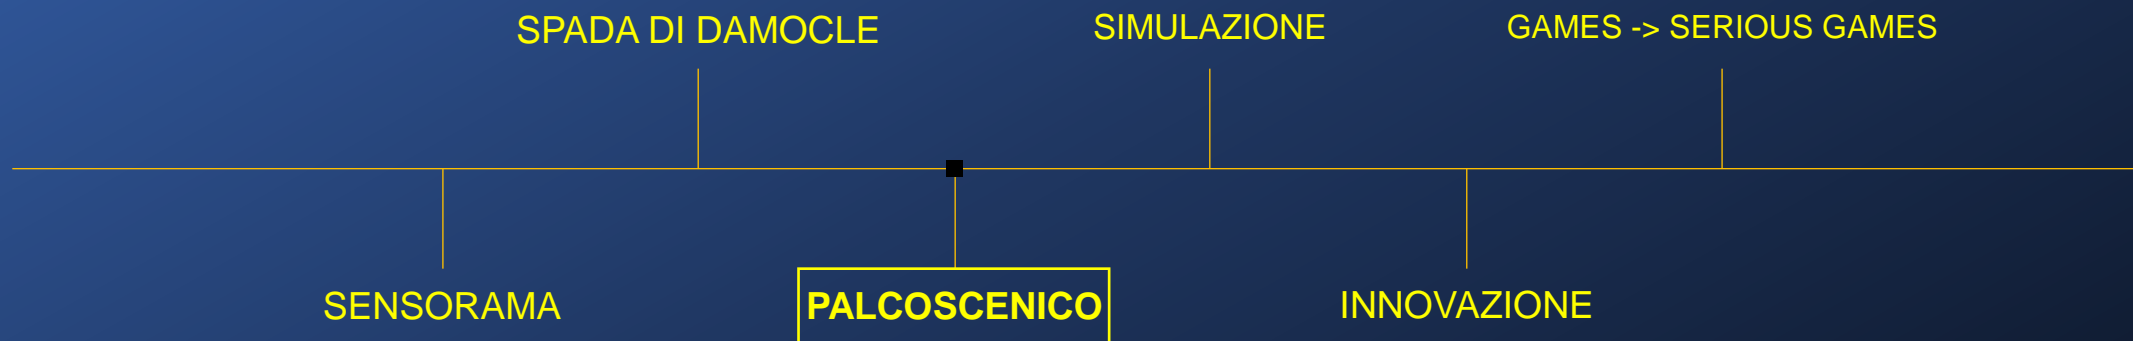 SPADA DI DAMOCLE
SIMULAZIONE
GAMES -> SERIOUS GAMES
SENSORAMA
PALCOSCENICO
INNOVAZIONE